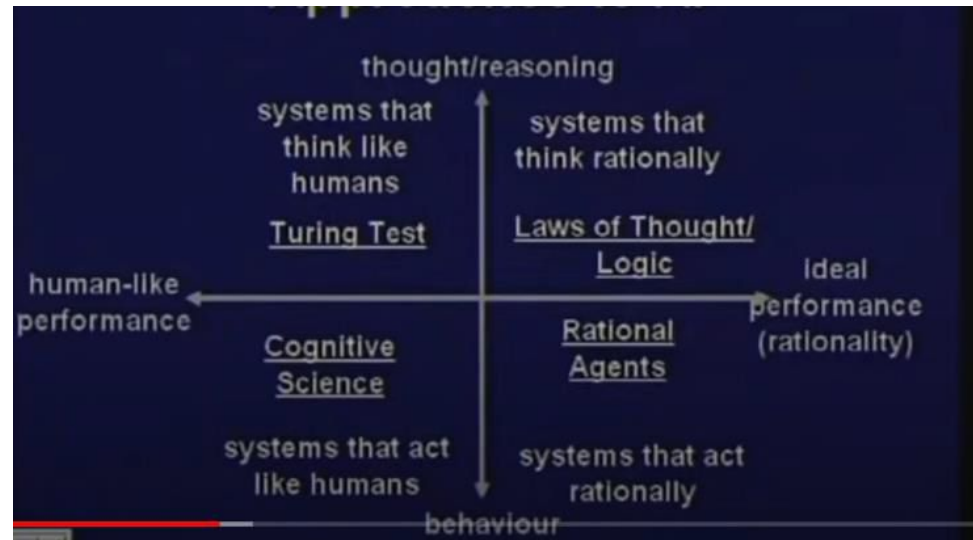 thought/reasoning
systems that
think like
humans
systems that
think rationally
Turing Test
Laws of Thought/
Logic
human-like
performance
ideal
performance
(rationality)
Cognitive
Science
Rational
Agents
systems that act
like humans
systems that act
rationally
behaviour